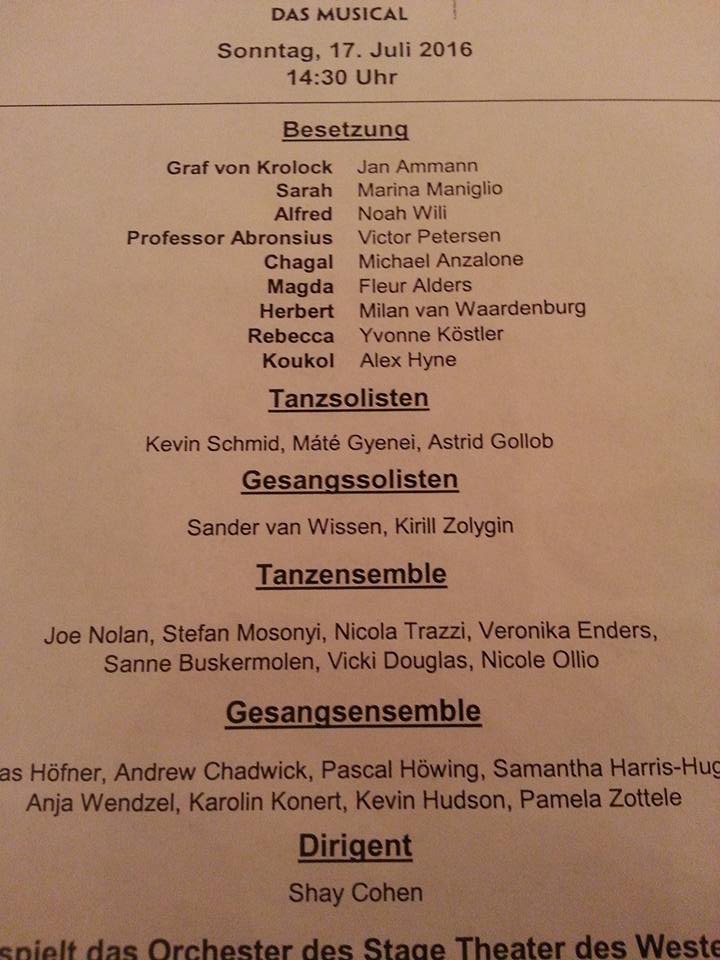 DAS MUSICAL
Sonntag, 17. Juli 2016
14:30 Uhr
Besetzung
Graf von Krolock Jan Ammann
Sarah Marina Maniglio
Alfred Noah Wili
Professor Abronsius Victor Petersen
Chagal Michael Anzalone
Magda Fleur Alders
Herbert Milan van Waardenburg
Rebecca Yvonne Köstler
Koukol Alex Hyne
Tanzsolisten
Kevin Schmid, Máté Gyenei, Astrid Gollob
Gesangssolisten
Sander van Wissen, Kirill Zolygin
Tanzensemble
Joe Nolan, Stefan Mosonyi, Nicola Trazzi, Veronika Enders,
Sanne Buskermolen, Vicki Douglas, Nicole Ollio
Gesangsensemble
as Höfner, Andrew Chadwick, Pascal Höwing, Samantha Harris-Hug
Anja Wendzel, Karolin Konert, Kevin Hudson, Pamela Zottele
Dirigent
Shay Cohen
spielt das Orchester des Stage Theater des Weste